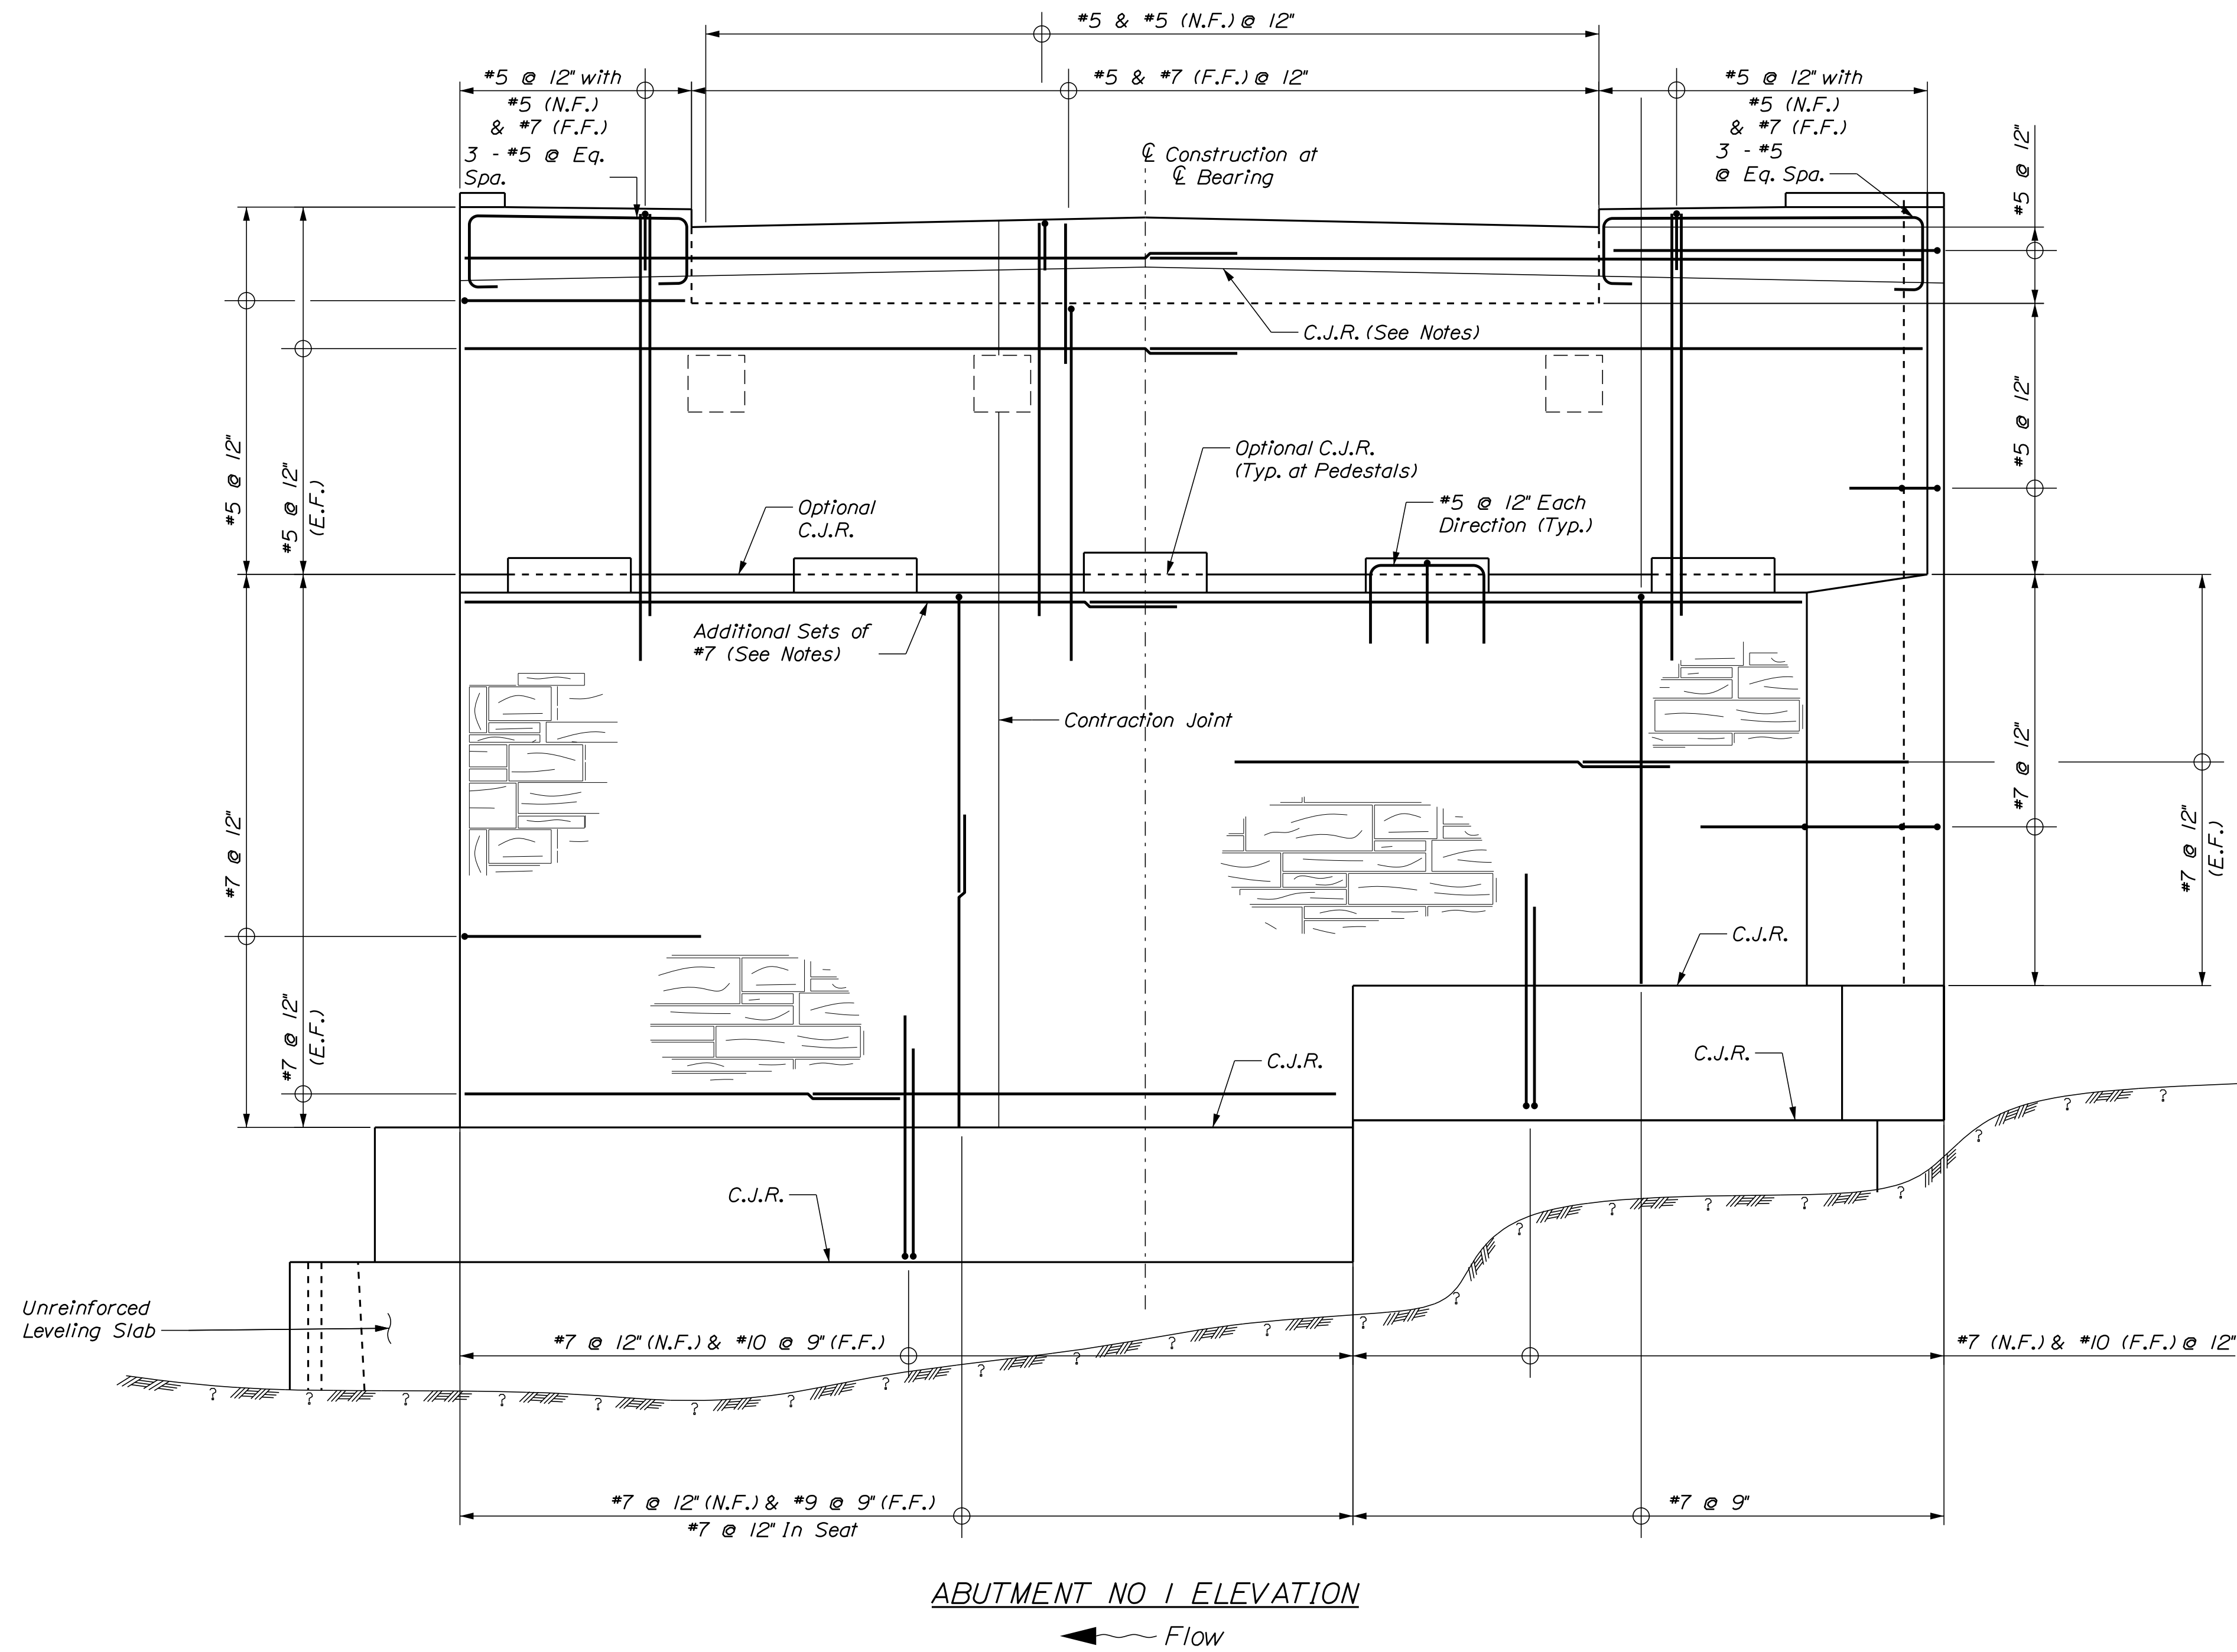 #5 & #5 (N.F.) @ 12"
#5 @ 12" with
#5 (N.F.)
& #7 (F.F.)
3 - #5 @ Eq.
Spa.
#5 & #7 (F.F.) @ 12"
#5 @ 12" with
#5 (N.F.)
& #7 (F.F.)
3 - #5
@ Eq. Spa.
#5 @ 12"
℄ Construction at
℄ Bearing
C.J.R. (See Notes)
#5 @ 12"
#5 @ 12"
#5 @ 12"
(E.F.)
Optional C.J.R.
(Typ. at Pedestals)
Optional
C.J.R.
#5 @ 12" Each
Direction (Typ.)
Additional Sets of
#7 (See Notes)
Contraction Joint
#7 @ 12"
#7 @ 12"
(E.F.)
#7 @ 12"
#7 @ 12"
(E.F.)
C.J.R.
C.J.R.
C.J.R.
C.J.R.
Unreinforced
Leveling Slab
? ? ? ? ? ? ? ? ? ? ? ? ? ? ? ? ? ? ? ? ? ?
#7 @ 12" (N.F.) & #10 @ 9" (F.F.)
#7 (N.F.) & #10 (F.F.) @ 12"
#7 @ 12" (N.F.) & #9 @ 9" (F.F.)
#7 @ 12" In Seat
#7 @ 9"
ABUTMENT NO 1 ELEVATION
Flow